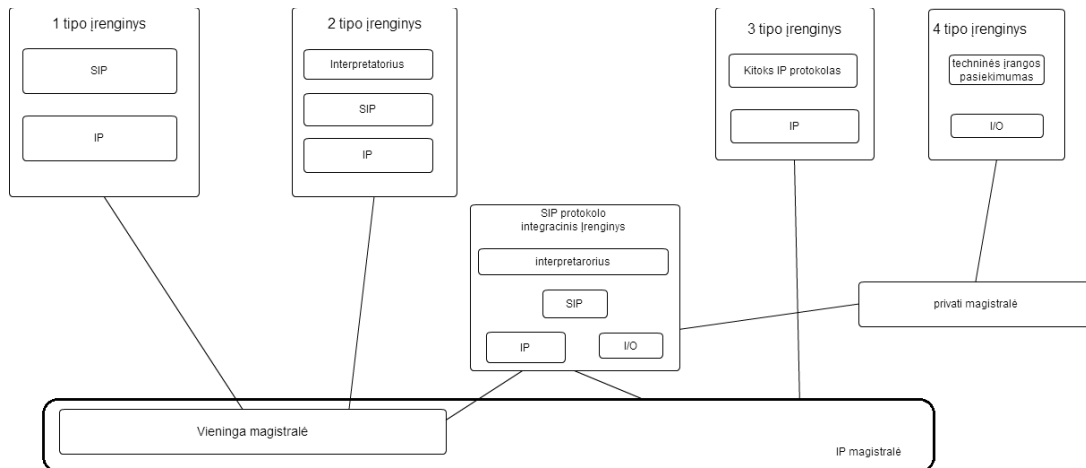 1 tipo įrenginys
SIP
IP
2 tipo įrenginys
Interpretatorius
SIP
IP
3 tipo įrenginys
Kitoks IP protokolas
IP
4 tipo įrenginys
techninės įrangos
pasiekimumas
I/O
SIP protokolo
integracinis Įrenginys
interpretarorius
SIP
IP
I/O
privati magistralė
Vieninga magistralė
IP magistralė